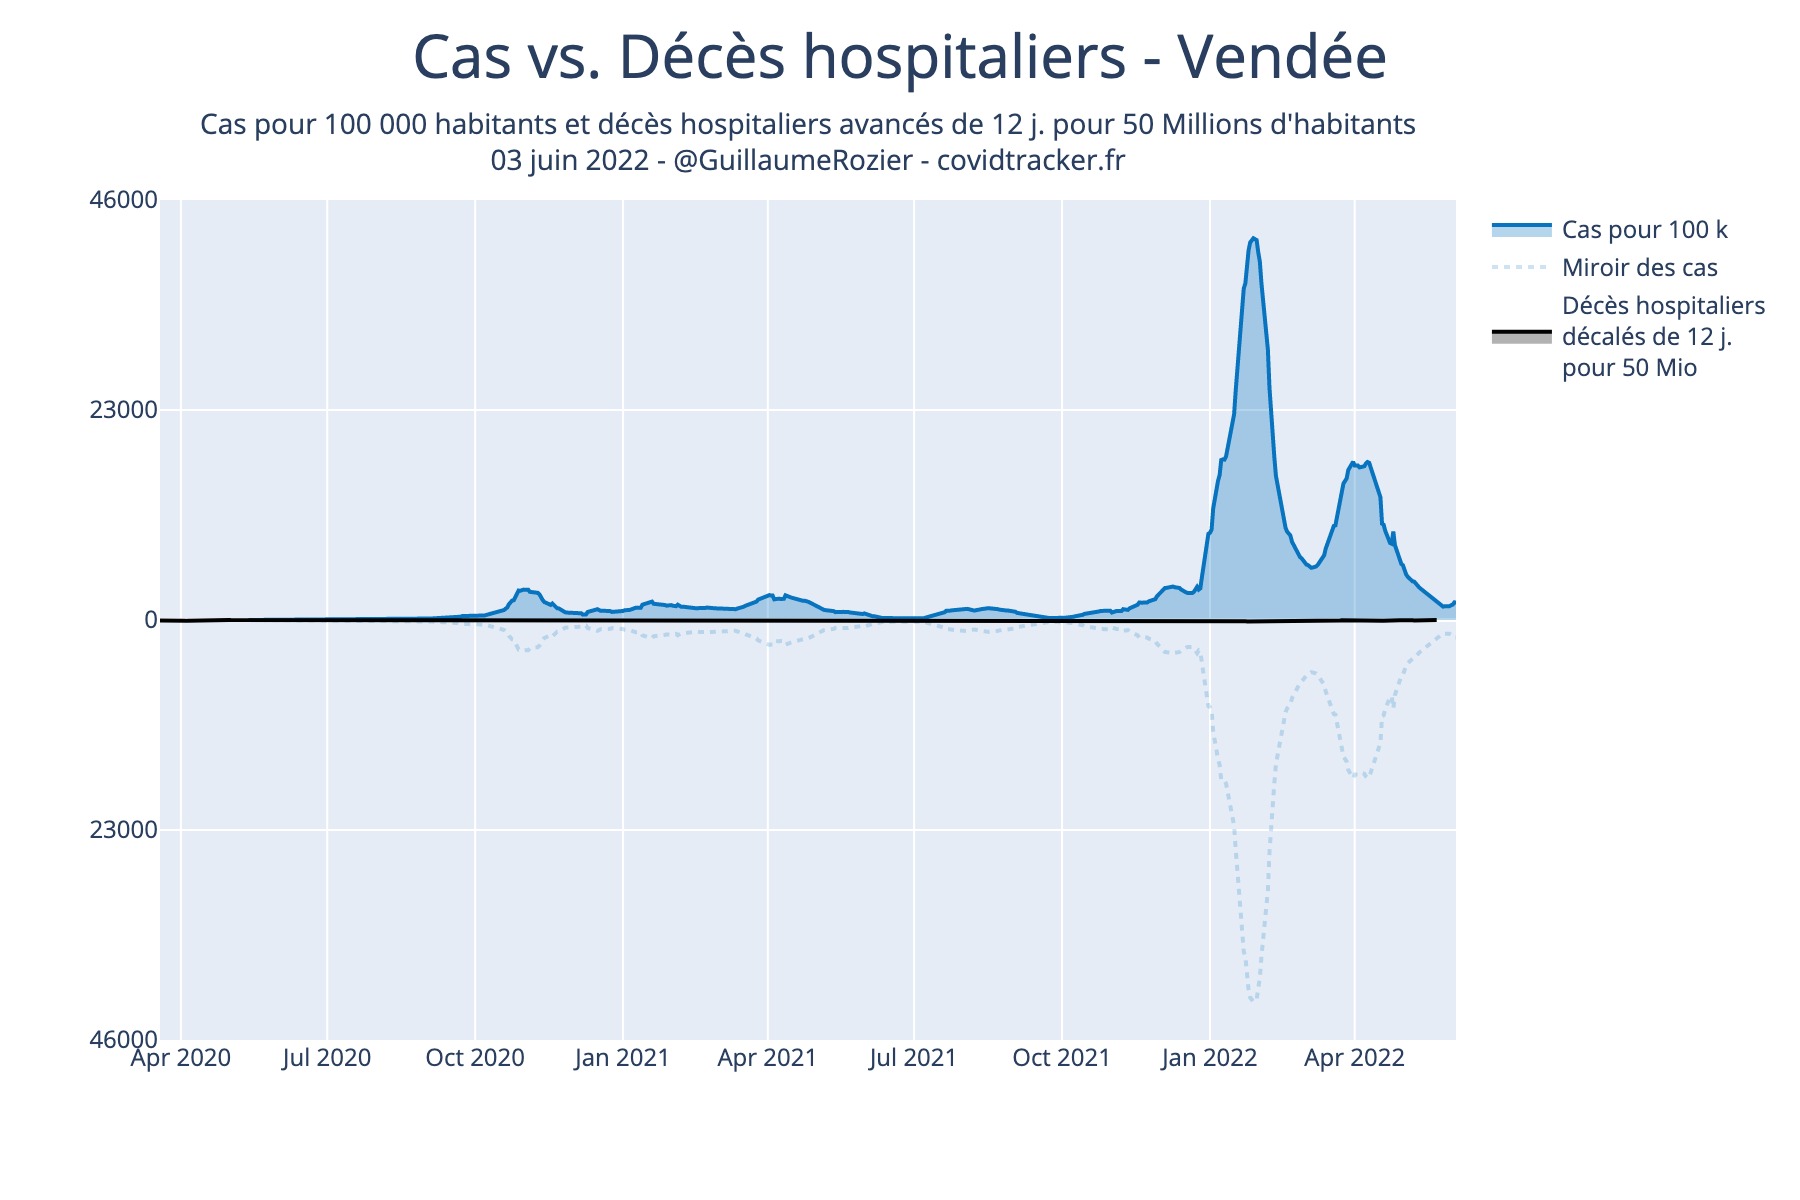 Cas vs. Décès hospitaliers - Vendée
Cas pour 100 000 habitants et décès hospitaliers avancés de 12 j. pour 50 Millions d'habitants
03 juin 2022 - @GuillaumeRozier - covidtracker.fr
46000
23000
0
23000
46000
Apr 2020
Jul 2020
Oct 2020
Jan 2021
Apr 2021
Jul 2021
Oct 2021
Jan 2022
Apr 2022
Cas pour 100 k
Miroir des cas
Décès hospitaliers
décalés de 12 j.
pour 50 Mio